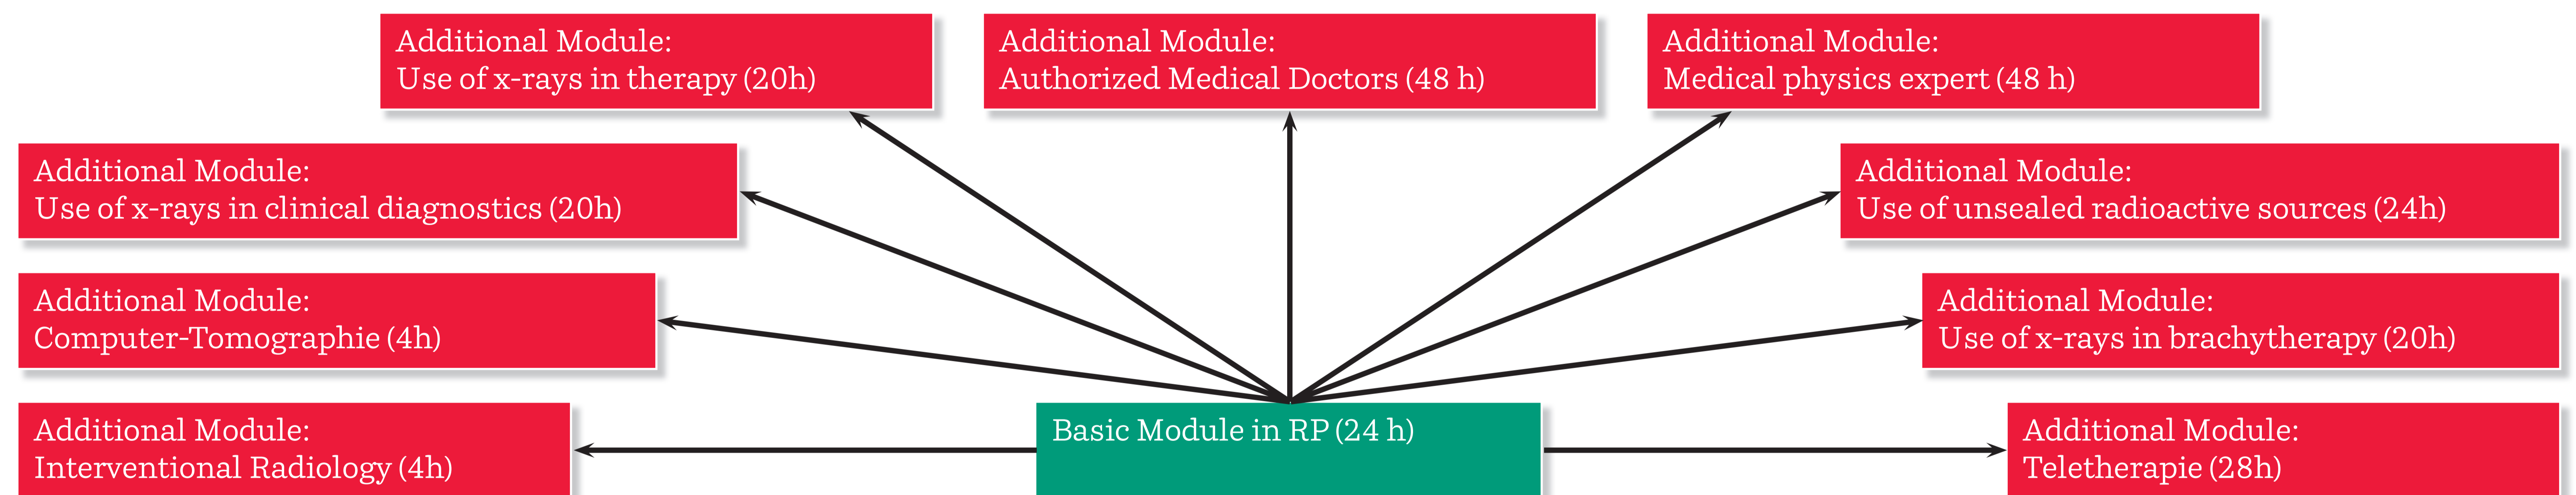 Additional Module:
Use of x-rays in therapy (20h)
Additional Module:
Authorized Medical Doctors (48 h)
Additional Module:
Medical physics expert (48 h)
Additional Module:
Use of x-rays in clinical diagnostics (20h)
Additional Module:
Use of unsealed radioactive sources (24h)
Additional Module:
Computer-Tomographie (4h)
Additional Module:
Use of x-rays in brachytherapy (20h)
Additional Module:
Interventional Radiology (4h)
Basic Module in RP (24 h)
Additional Module:
Teletherapie (28h)